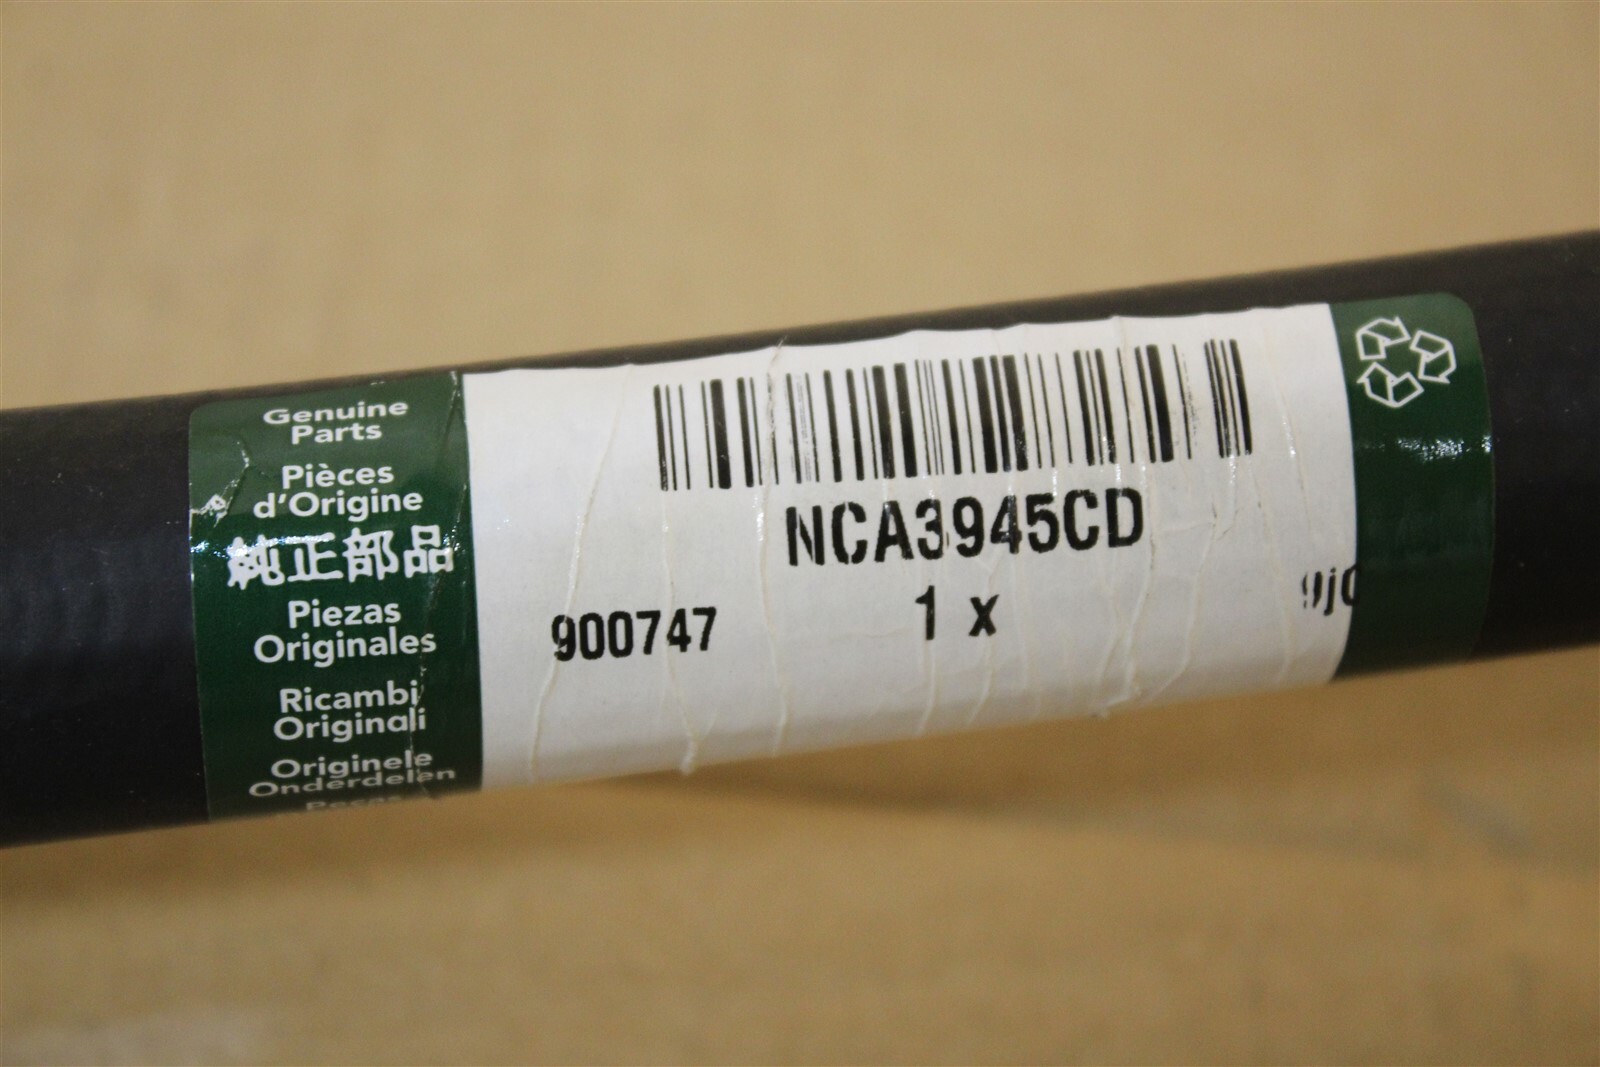 Genuine
Parts
Pièces
d'Origine
純正部品
Piezas
Originales
Ricambi
Originali
Originele
Onderdelen
NCA3945CD
1 x
900747